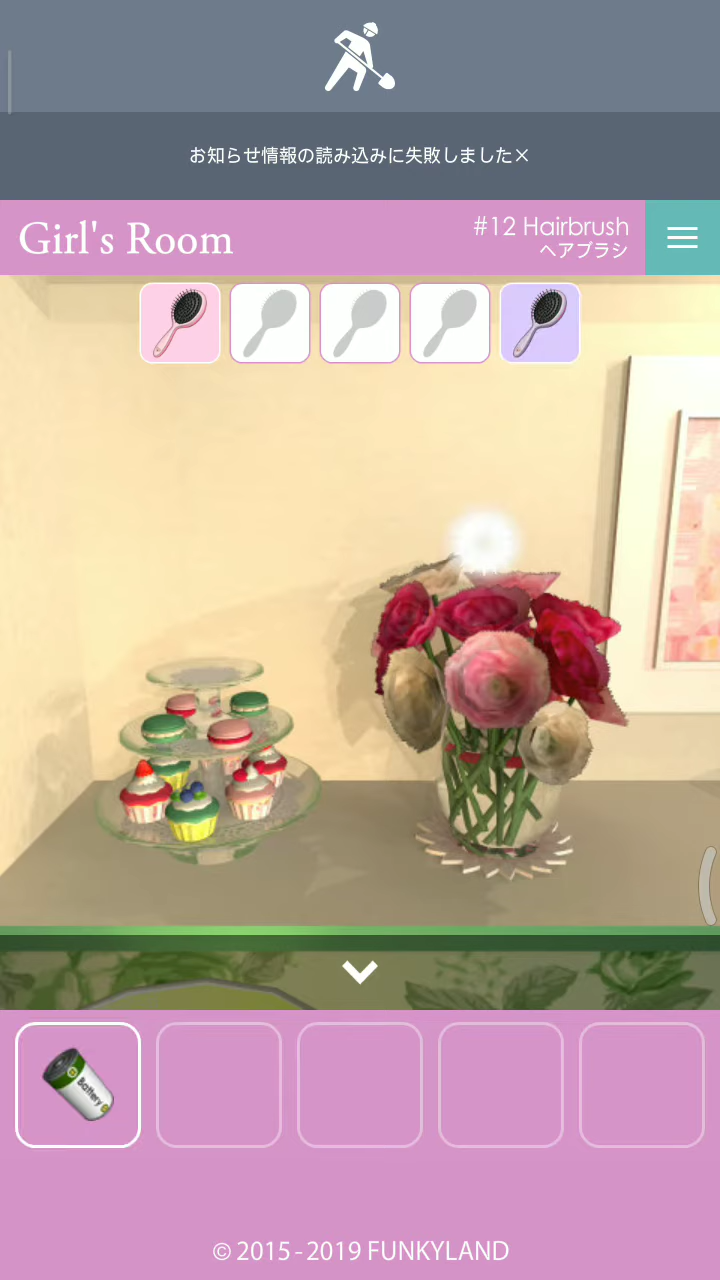 お知らせ情報の読み込みに失敗しました×
Girl's Room
#12 Hairbrush
ヘアブラシ
Battery
© 2015-2019 FUNKYLAND